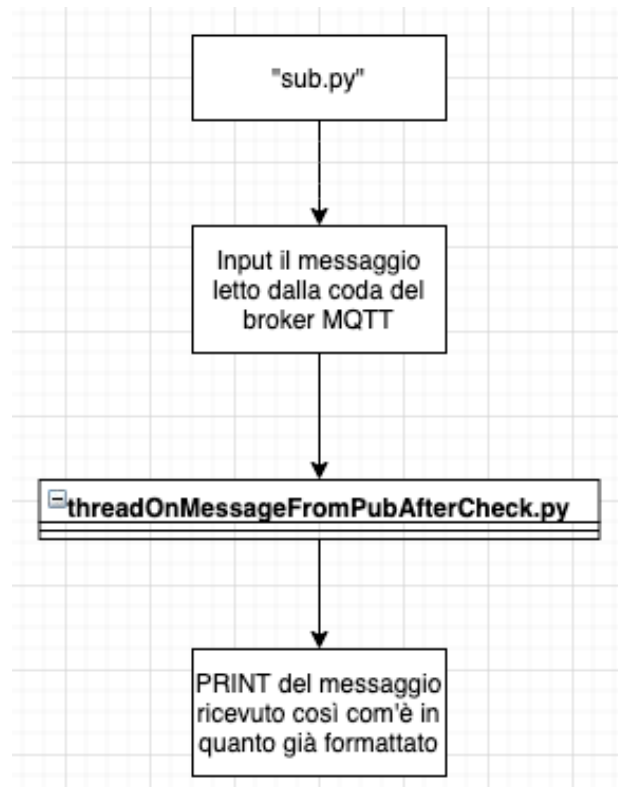 "sub.py"
Input il messaggio
letto dalla coda del
broker MQTT
threadOnMessageFromPubAfterCheck.py
PRINT del messaggio
ricevuto così com'è in
quanto già formattato